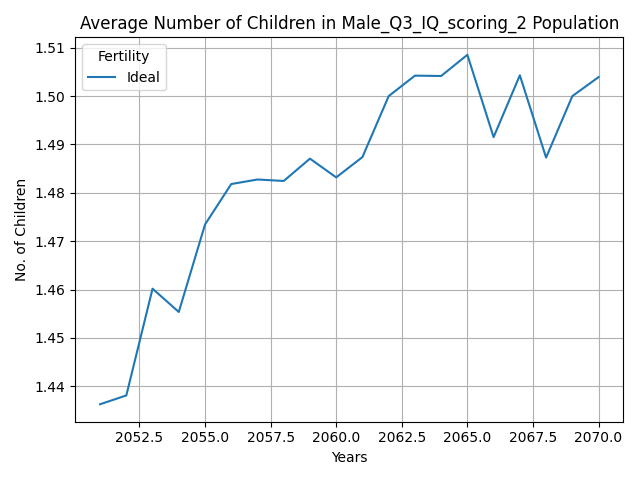 Average Number of Children in Male_Q3_IQ_scoring_2 Population
Fertility
Ideal
No. of Children
1.51
1.50
1.49
1.48
1.47
1.46
1.45
1.44
2052.5 2055.0 2057.5 2060.0 2062.5 2065.0 2067.5 2070.0
Years